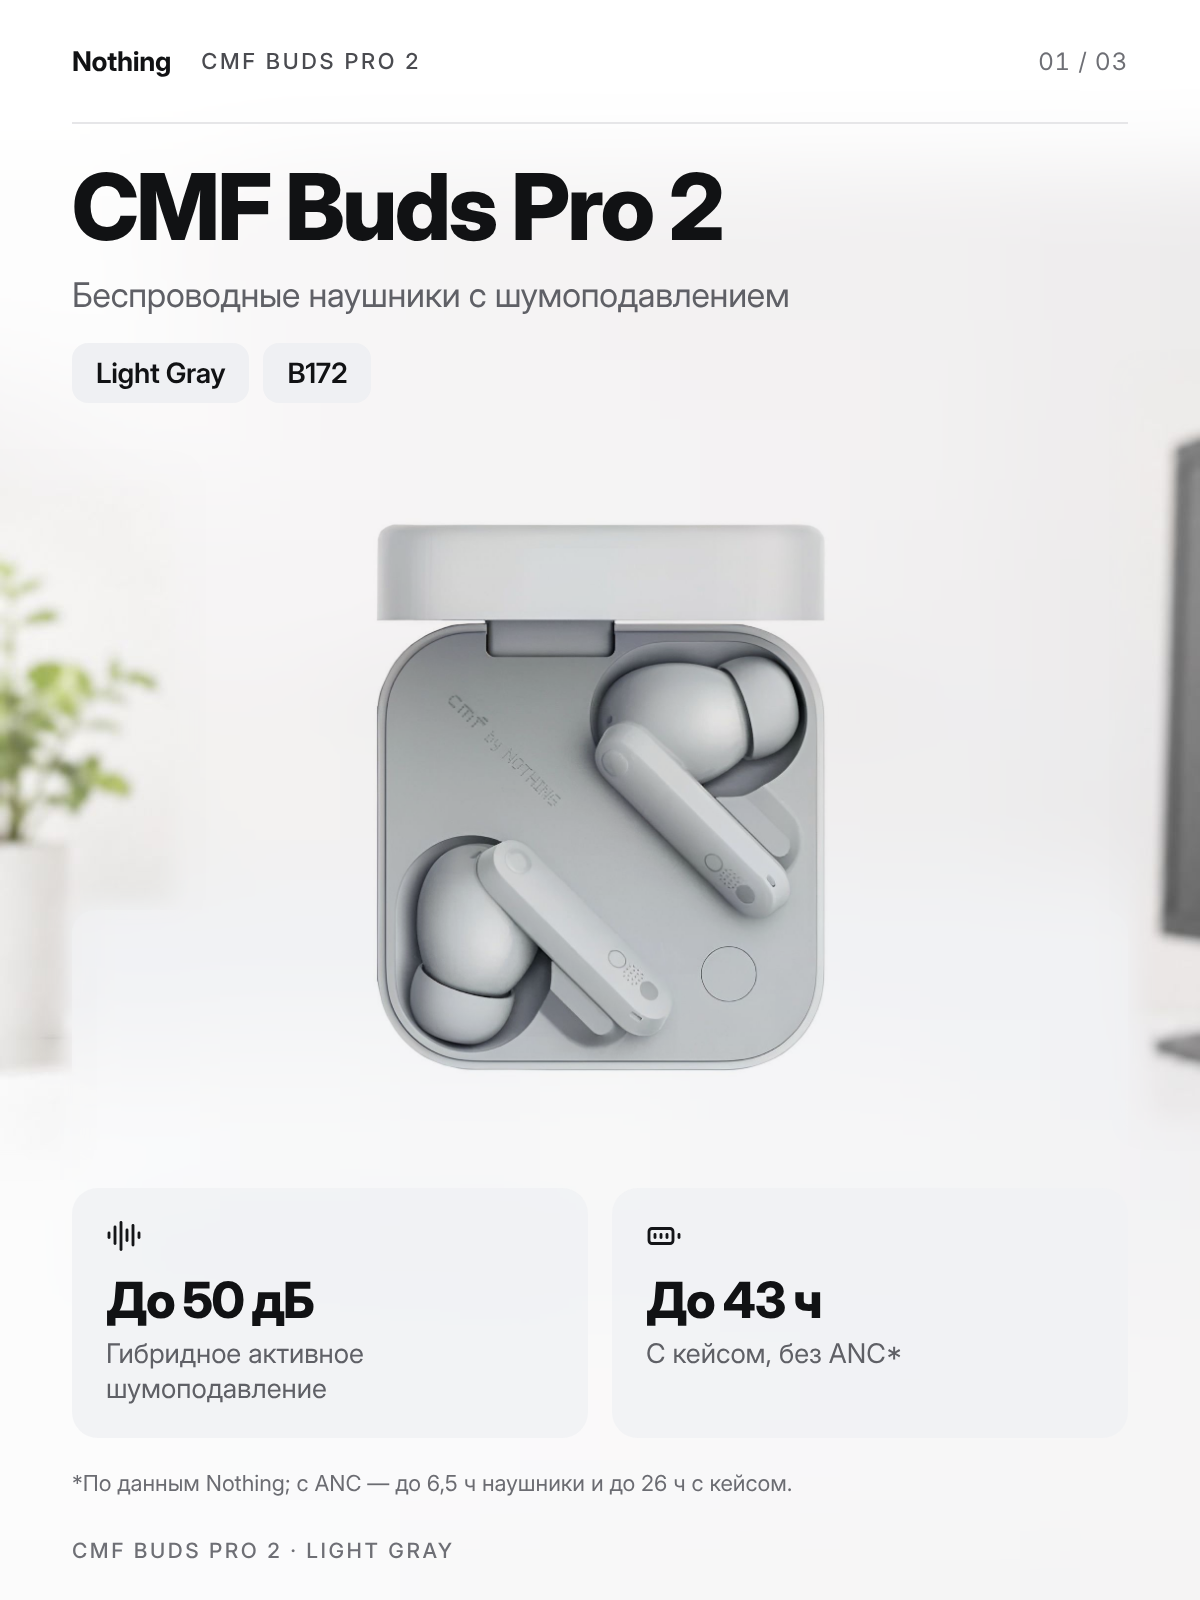 Nothing CMF BUDS PRO 2 01 / 03
CMF Buds Pro 2
Беспроводные наушники с шумоподавлением
Light Gray B172
cmf by NOTHING
До 50 дБ
Гибридное активное
шумоподавление
До 43 ч
С кейсом, без ANC*
*По данным Nothing; с ANC — до 6,5 ч наушники и до 26 ч с кейсом.
CMF BUDS PRO 2 · LIGHT GRAY